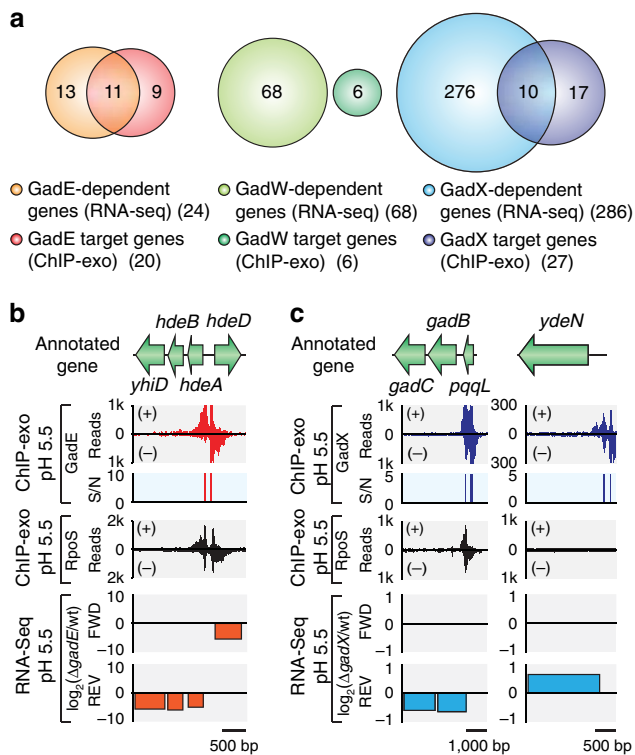 a
13 11 9 68 6 276 10 17
GadE-dependent genes (RNA-seq) (24)
GadE target genes (ChIP-exo) (20)
GadW-dependent genes (RNA-seq) (68)
GadW target genes (ChIP-exo) (6)
GadX-dependent genes (RNA-seq) (286)
GadX target genes (ChIP-exo) (27)
b
hdeB hdeD
Annotated gene
yhiD hdeA
ChIP-exo pH 5.5 GadE
Reads 1k 0 1k (+) (–)
S/N 10 5 0
ChIP-exo pH 5.5 RpoS
Reads 2k 0 2k (+) (–)
RNA-Seq pH 5.5
log2(ΔgadE/wt)
FWD 10 0 –10
REV 10 0 –10
500 bp
c
gadB ydeN
Annotated gene
gadC pqqL
ChIP-exo pH 5.5 GadX
Reads 1k 0 1k (+) (–)
300 0 300 (+) (–)
S/N 5 0
5 0
ChIP-exo pH 5.5 RpoS
Reads 1k 0 1k (+) (–)
1k 0 1k (+) (–)
RNA-Seq pH 5.5
log2(ΔgadX/wt)
FWD 1 0 –1
1 0 –1
REV 1 0 –1
1 0 –1
1,000 bp
500 bp